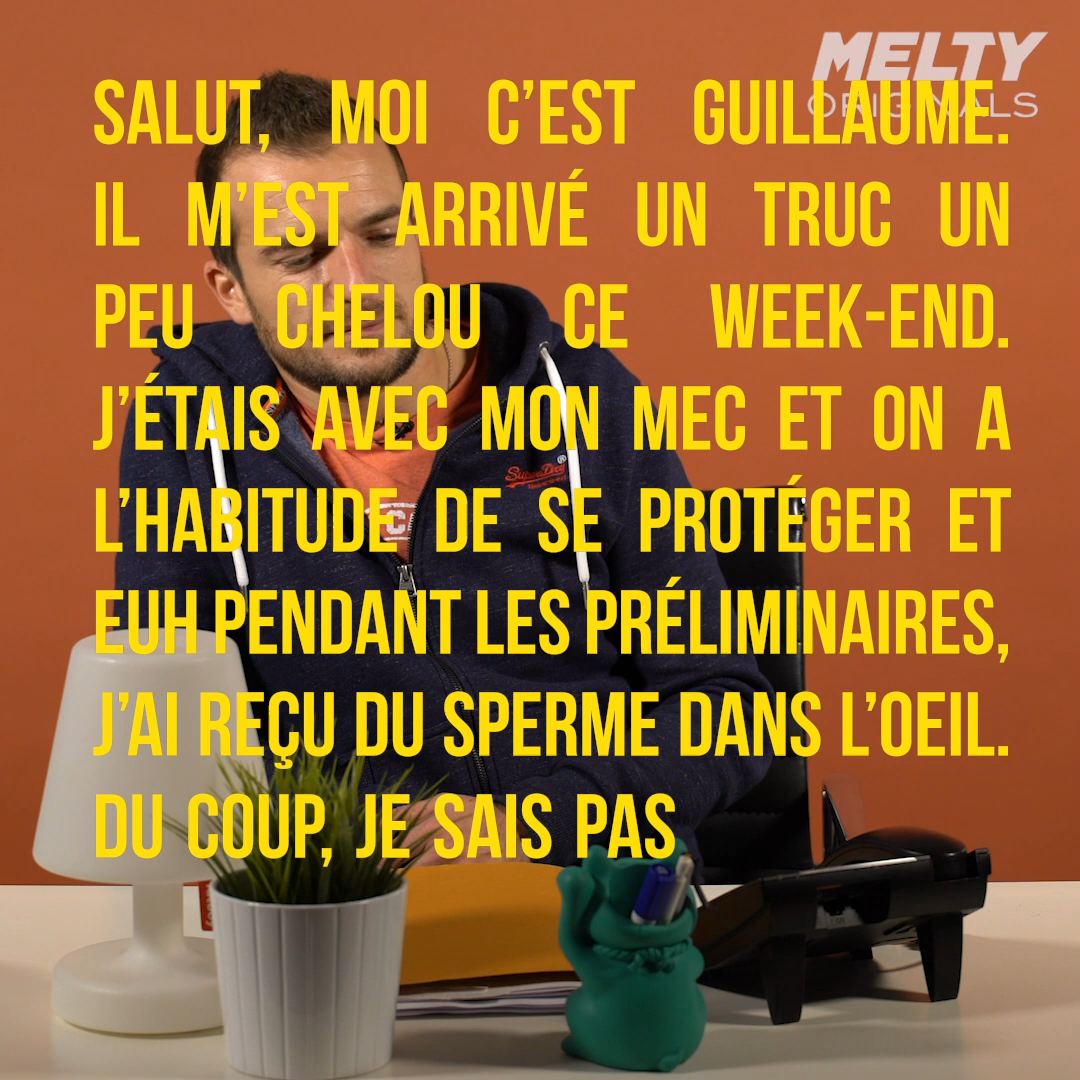 MELTY
ORIGINALS
SALUT, MOI C'EST GUILLAUME.
IL M'EST ARRIVÉ UN TRUC UN
PEU CHELOU CE WEEK-END.
J'ÉTAIS AVEC MON MEC ET ON A
L'HABITUDE DE SE PROTÉGER ET
EUH PENDANT LES PRÉLIMINAIRES,
J'AI REÇU DU SPERME DANS L'OEIL.
DU COUP, JE SAIS PAS
SuperDry®